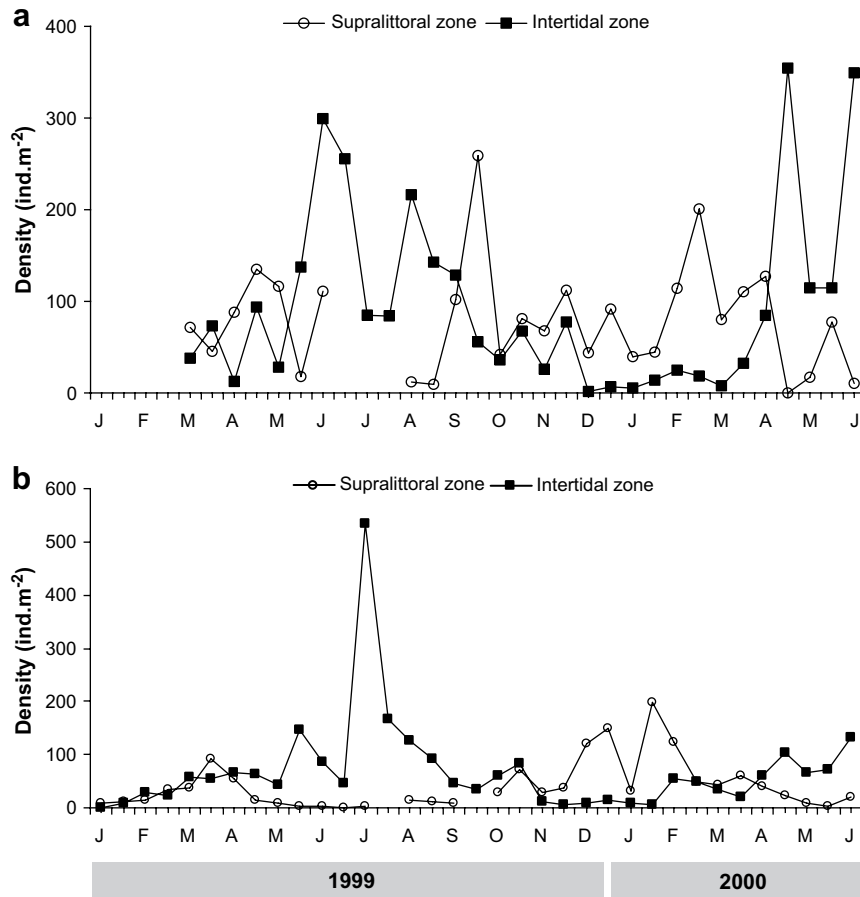 a
Supralittoral zone Intertidal zone
400
300
200
100
0
Density (ind.m⁻²)
J F M A M J J A S O N D J F M A M J
b
Supralittoral zone Intertidal zone
600
500
400
300
200
100
0
Density (ind.m⁻²)
J F M A M J J A S O N D J F M A M J
1999 2000